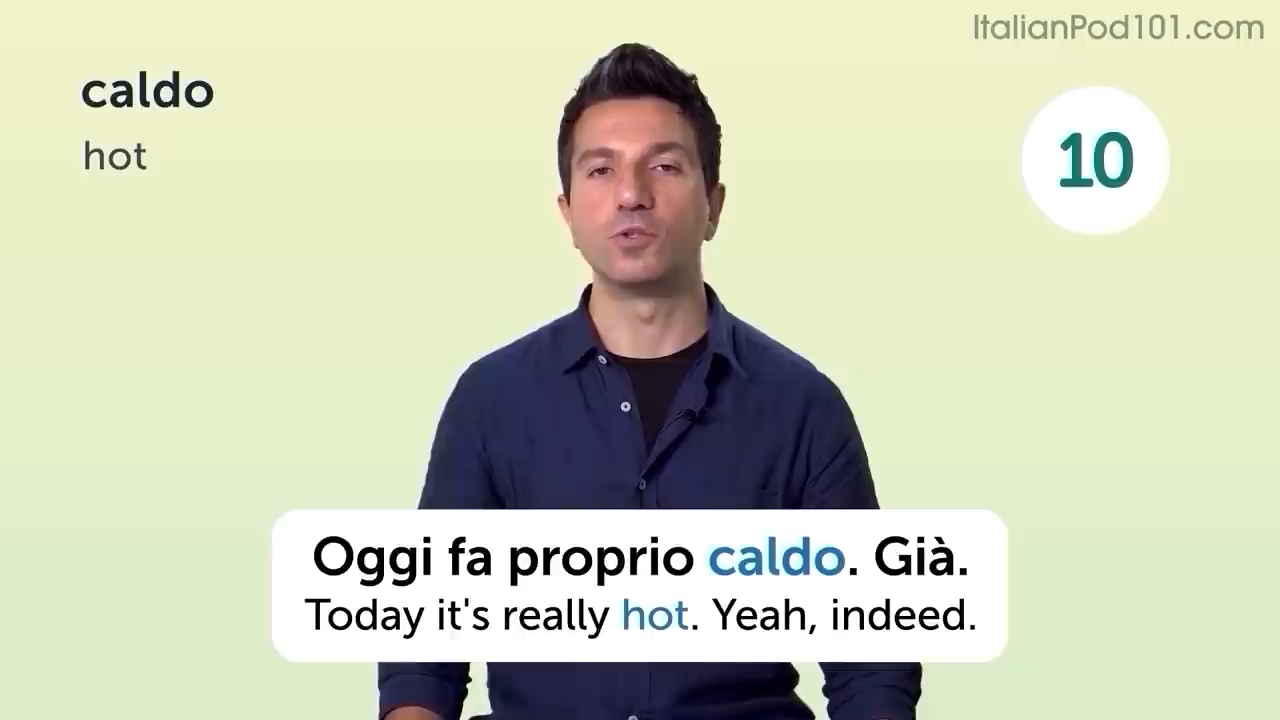 ItalianPod101.com
caldo
hot
10
Oggi fa proprio caldo. Già.
Today it's really hot. Yeah, indeed.